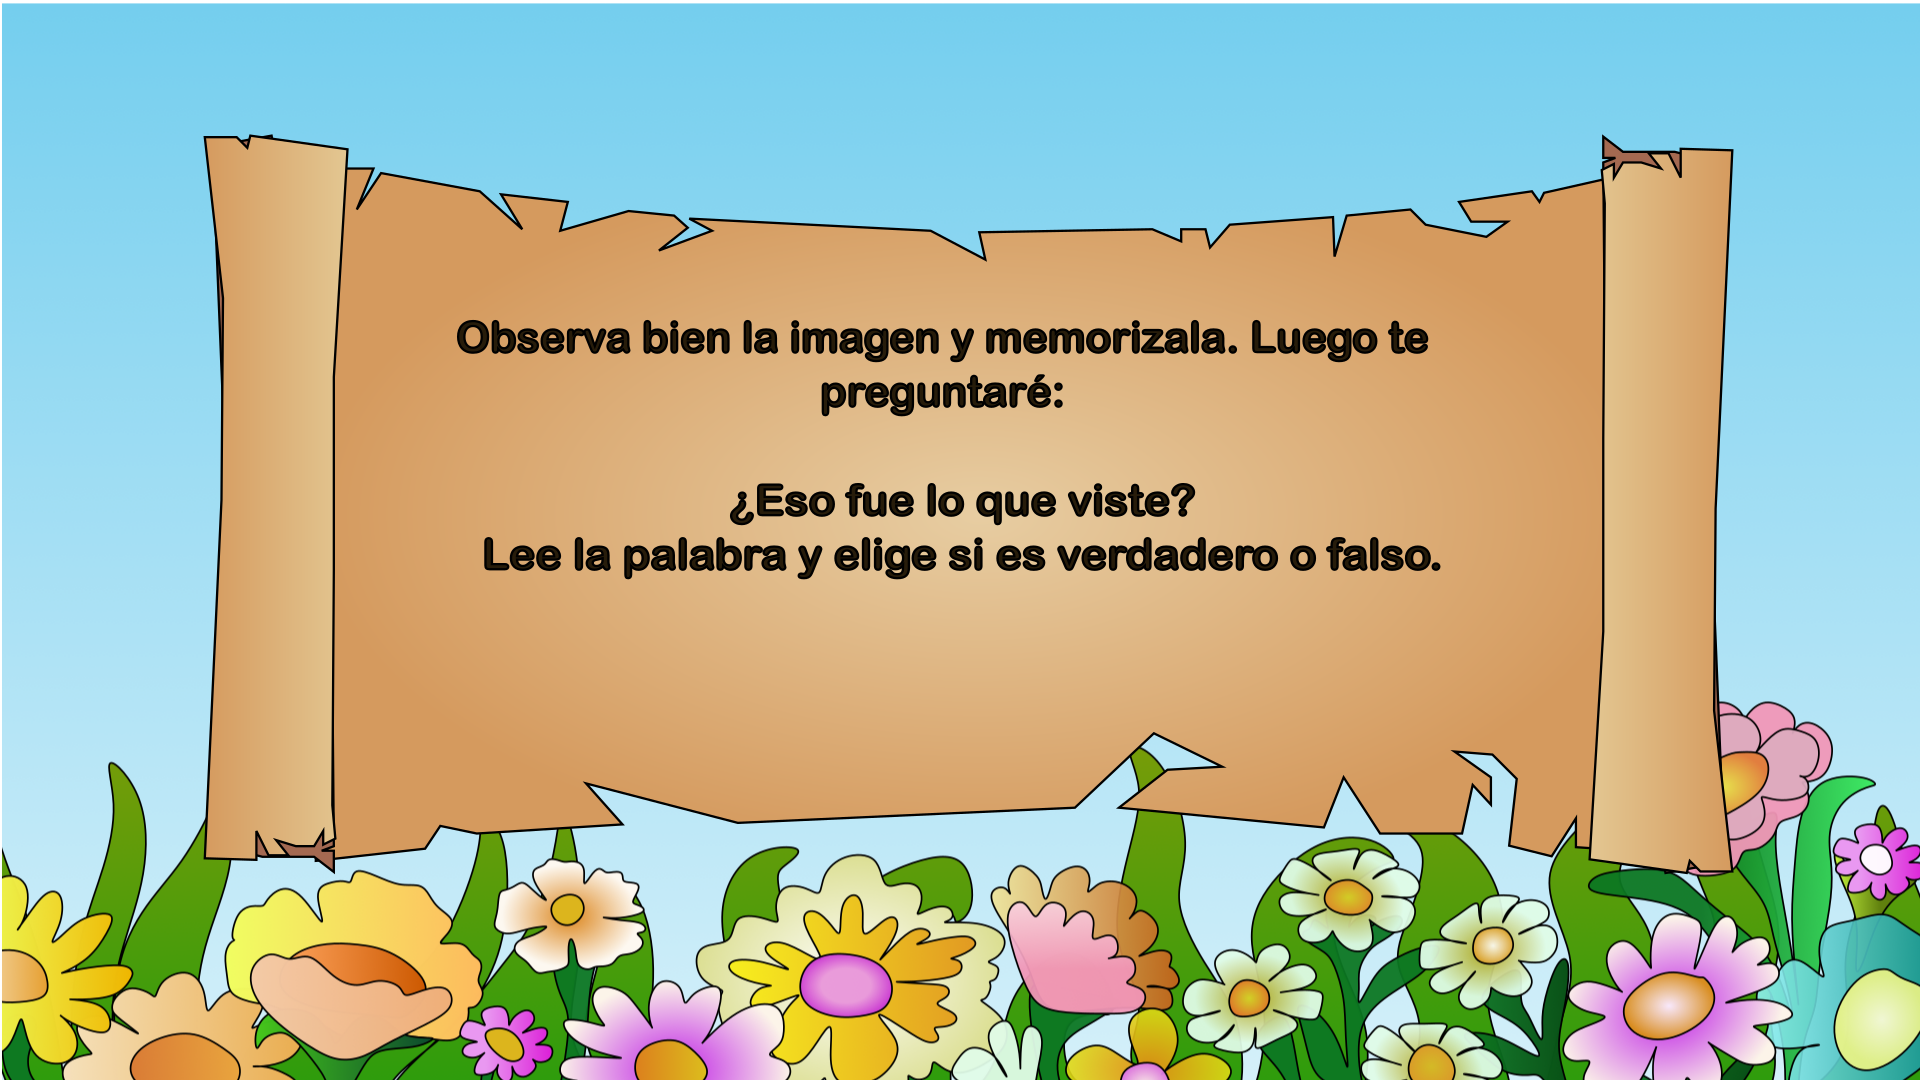 Observa bien la imagen y memorizala. Luego te
preguntaré:
¿Eso fue lo que viste?
Lee la palabra y elige si es verdadero o falso.